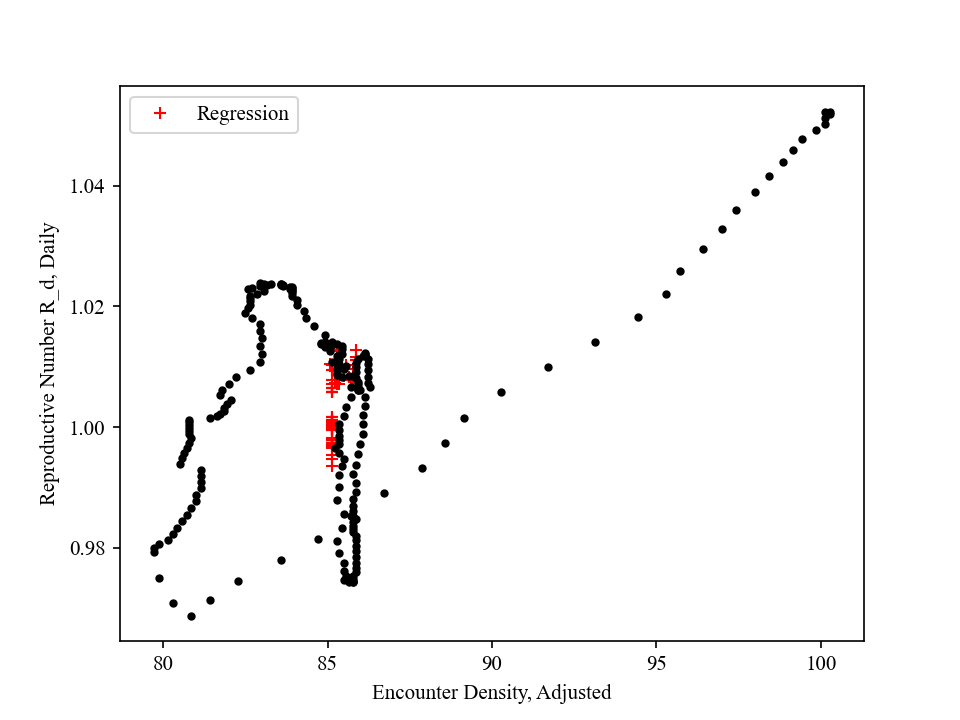 Regression
1.04
1.02
1.00
0.98
Reproductive Number R_d, Daily
80 85 90 95 100
Encounter Density, Adjusted